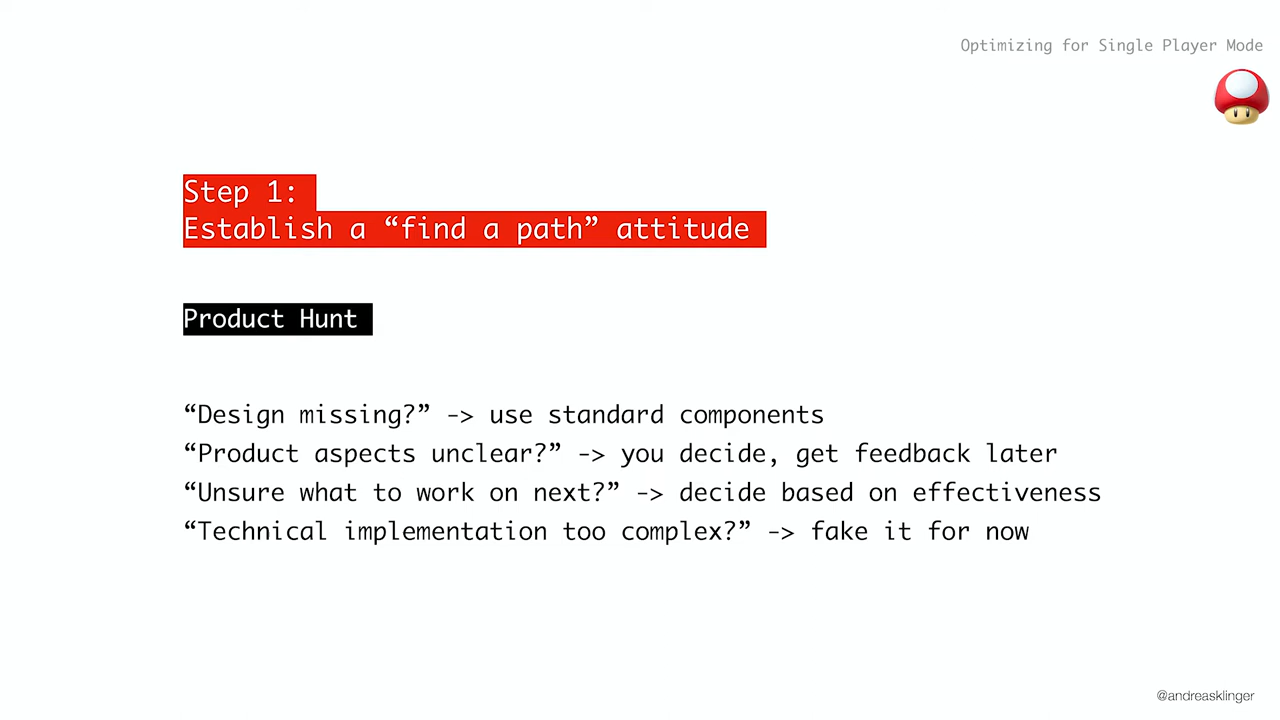 Optimizing for Single Player Mode
Step 1:
Establish a “find a path” attitude
Product Hunt
“Design missing?” -> use standard components
“Product aspects unclear?” -> you decide, get feedback later
“Unsure what to work on next?” -> decide based on effectiveness
“Technical implementation too complex?” -> fake it for now
@andreasklinger